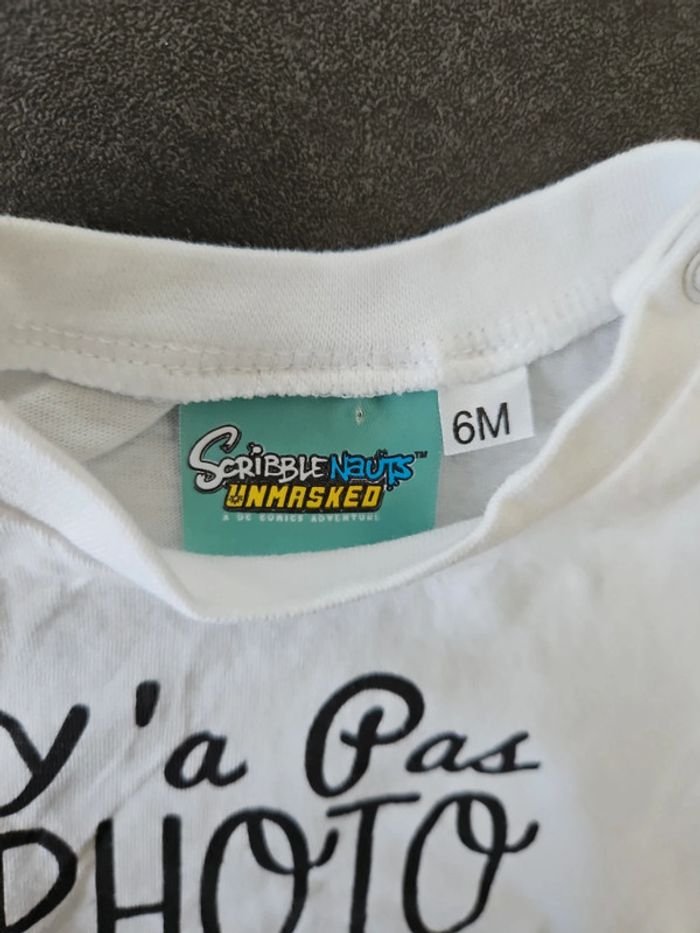 SCRIBBLENAUTS™
UNMASKED
A DC COMICS ADVENTURE
6M
y'a Pas
PHOTO